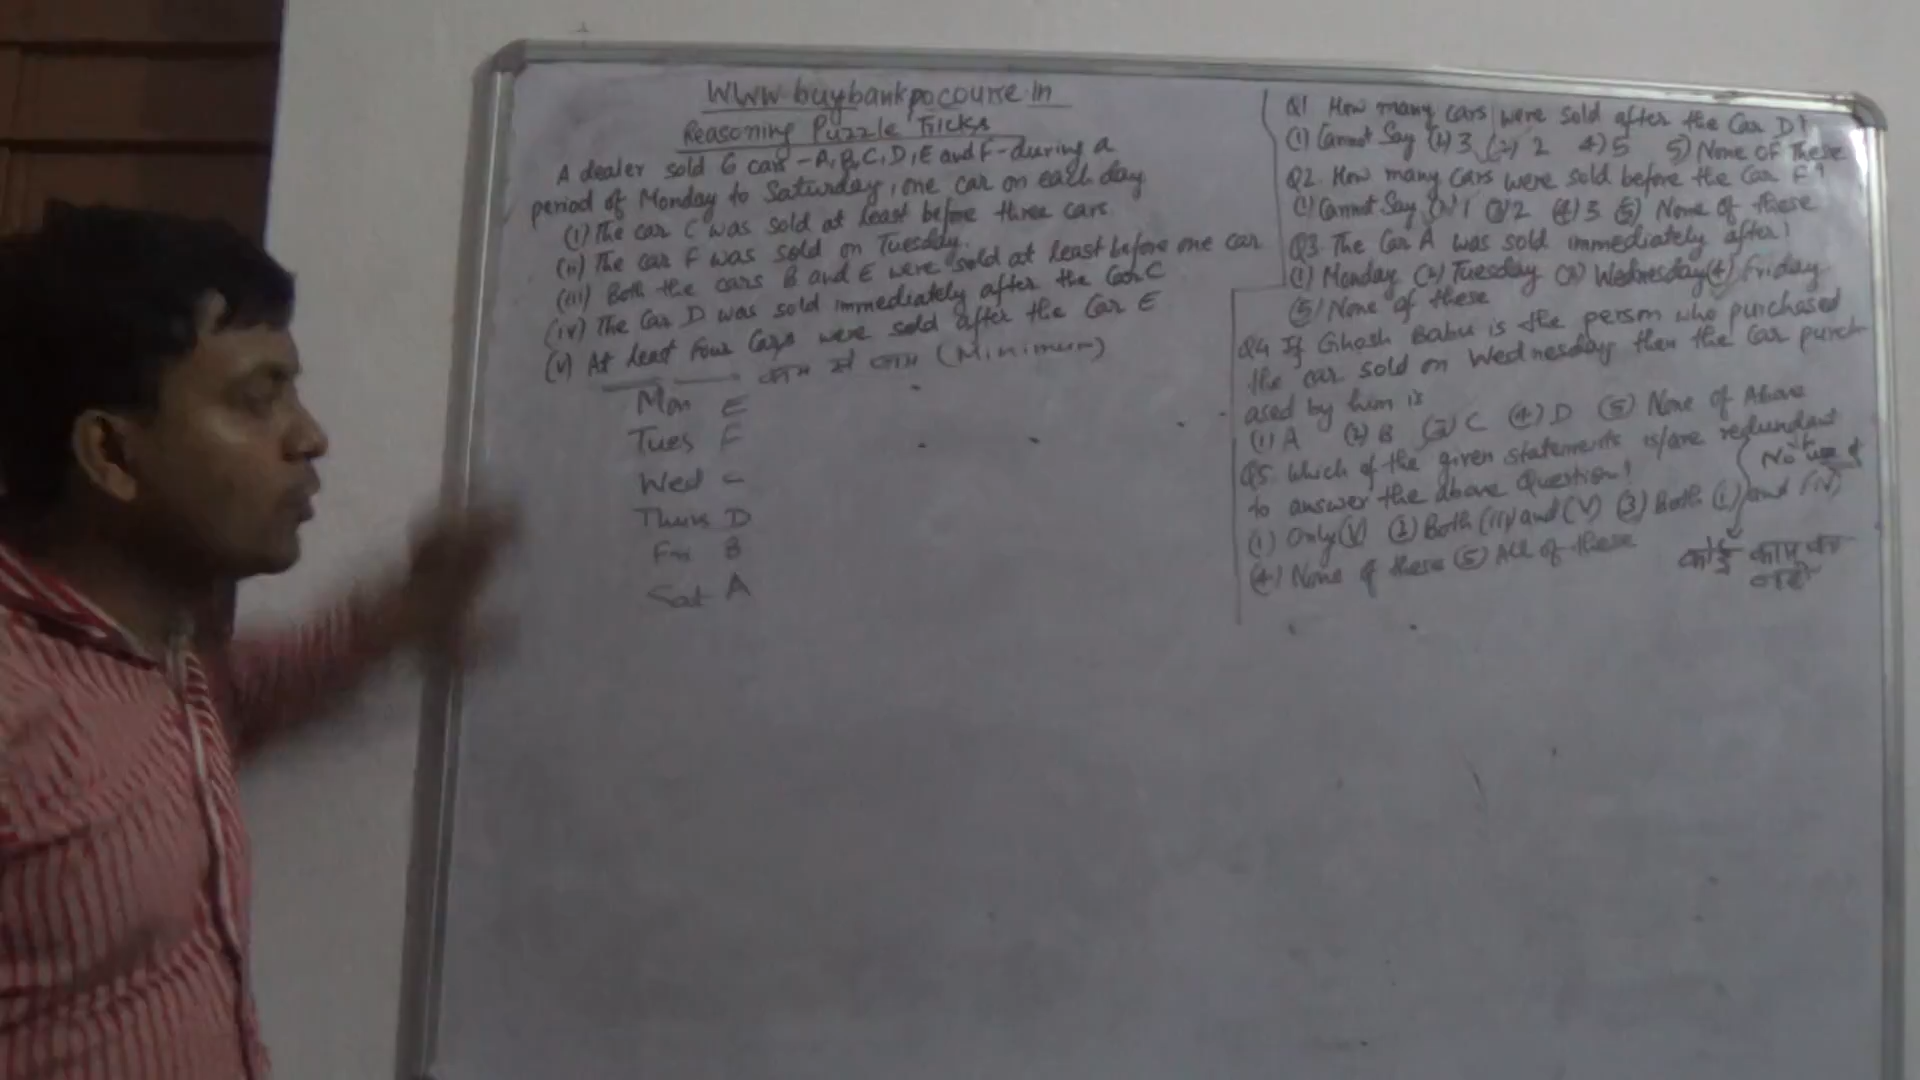 WWW.buybankpocourse.in
Reasoning Puzzle Tricks
A dealer sold 6 cars - A, B, C, D, E and F - during a
period of Monday to Saturday, one car on each day
(i) The car C was sold at least before three cars.
(ii) The car F was sold on Tuesday.
(iii) Both the cars B and E were sold at least before one car
(iv) The Car D was sold immediately after the Car C
(v) At least Four Cars were sold after the Car E
कम से कम (Minimum)
Mon E
Tues F
Wed C
Thurs D
Fri B
Sat A
Q1 How many cars were sold after the Car D?
(1) Cannot Say (2) 3 (3) 2 4) 5 5) None of These
Q2. How many Cars were sold before the Car F?
(1) Cannot Say (2) 1 (3) 2 (4) 3 (5) None of these
Q3. The Car A was sold immediately after?
(1) Monday (2) Tuesday (3) Wednesday (4) Friday
(5) None of these
Q4 If Ghosh Babu is the person who purchased
the car sold on Wednesday then the Car purch
ased by him is
(1) A (2) B (3) C (4) D (5) None of Above
Q5. Which of the given statements is/are redundant
to answer the above Question?
(1) Only (V) (2) Both (iii) and (V) (3) Both (i) and (iv)
(4) None of these (5) All of these
No use of
कोई काम का
नहीं